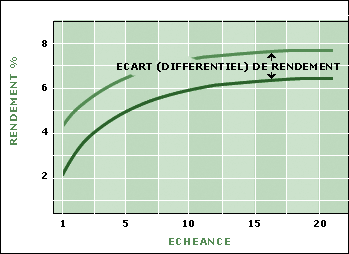 8
ECART (DIFFERENTIEL) DE RENDEMENT
6
4
2
RENDEMENT %
1 5 10 15 20
ECHEANCE